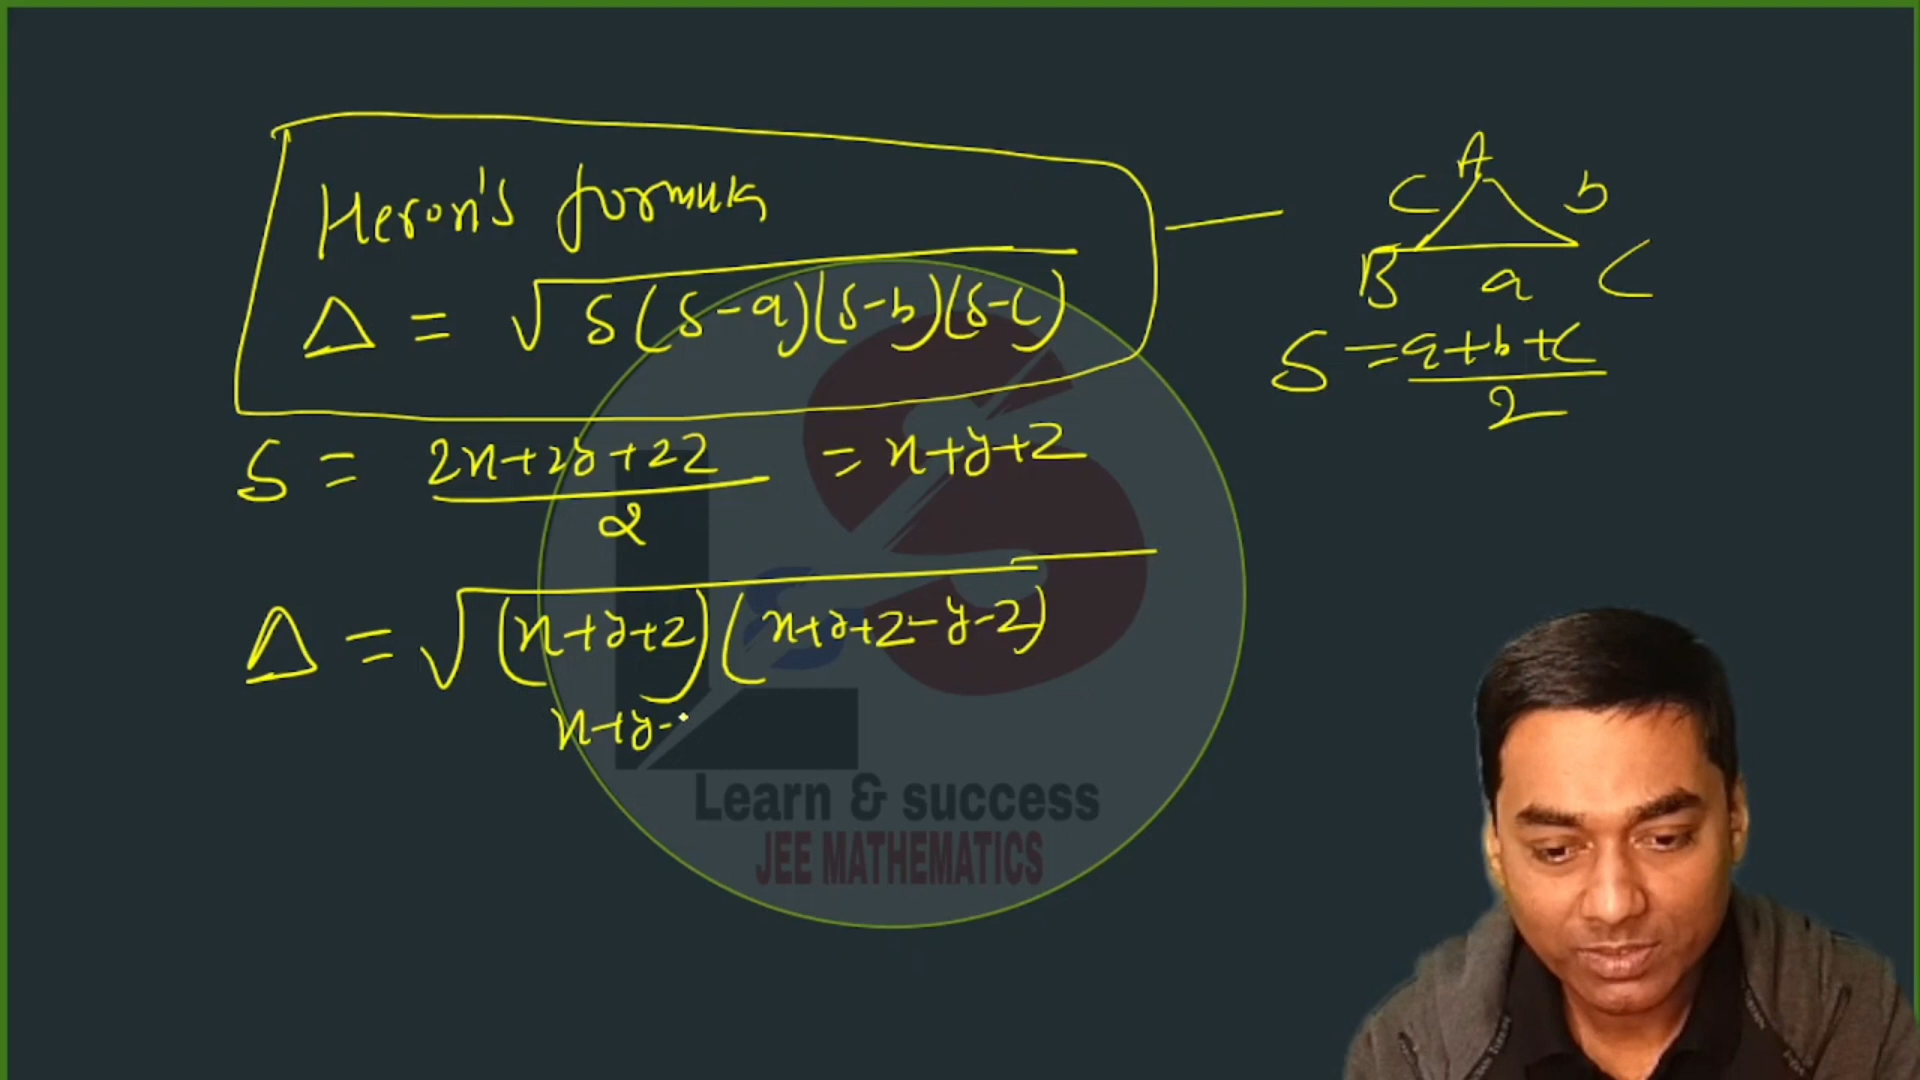 Heron's formula
Δ = √S(S-a)(S-b)(S-c)
A
c b
B a C
S = a+b+c
2
S = 2x+2y+2z = x+y+z
2
Δ = √(x+y+z)(x+y+z-y-z)
x+y-
Learn & success
JEE MATHEMATICS